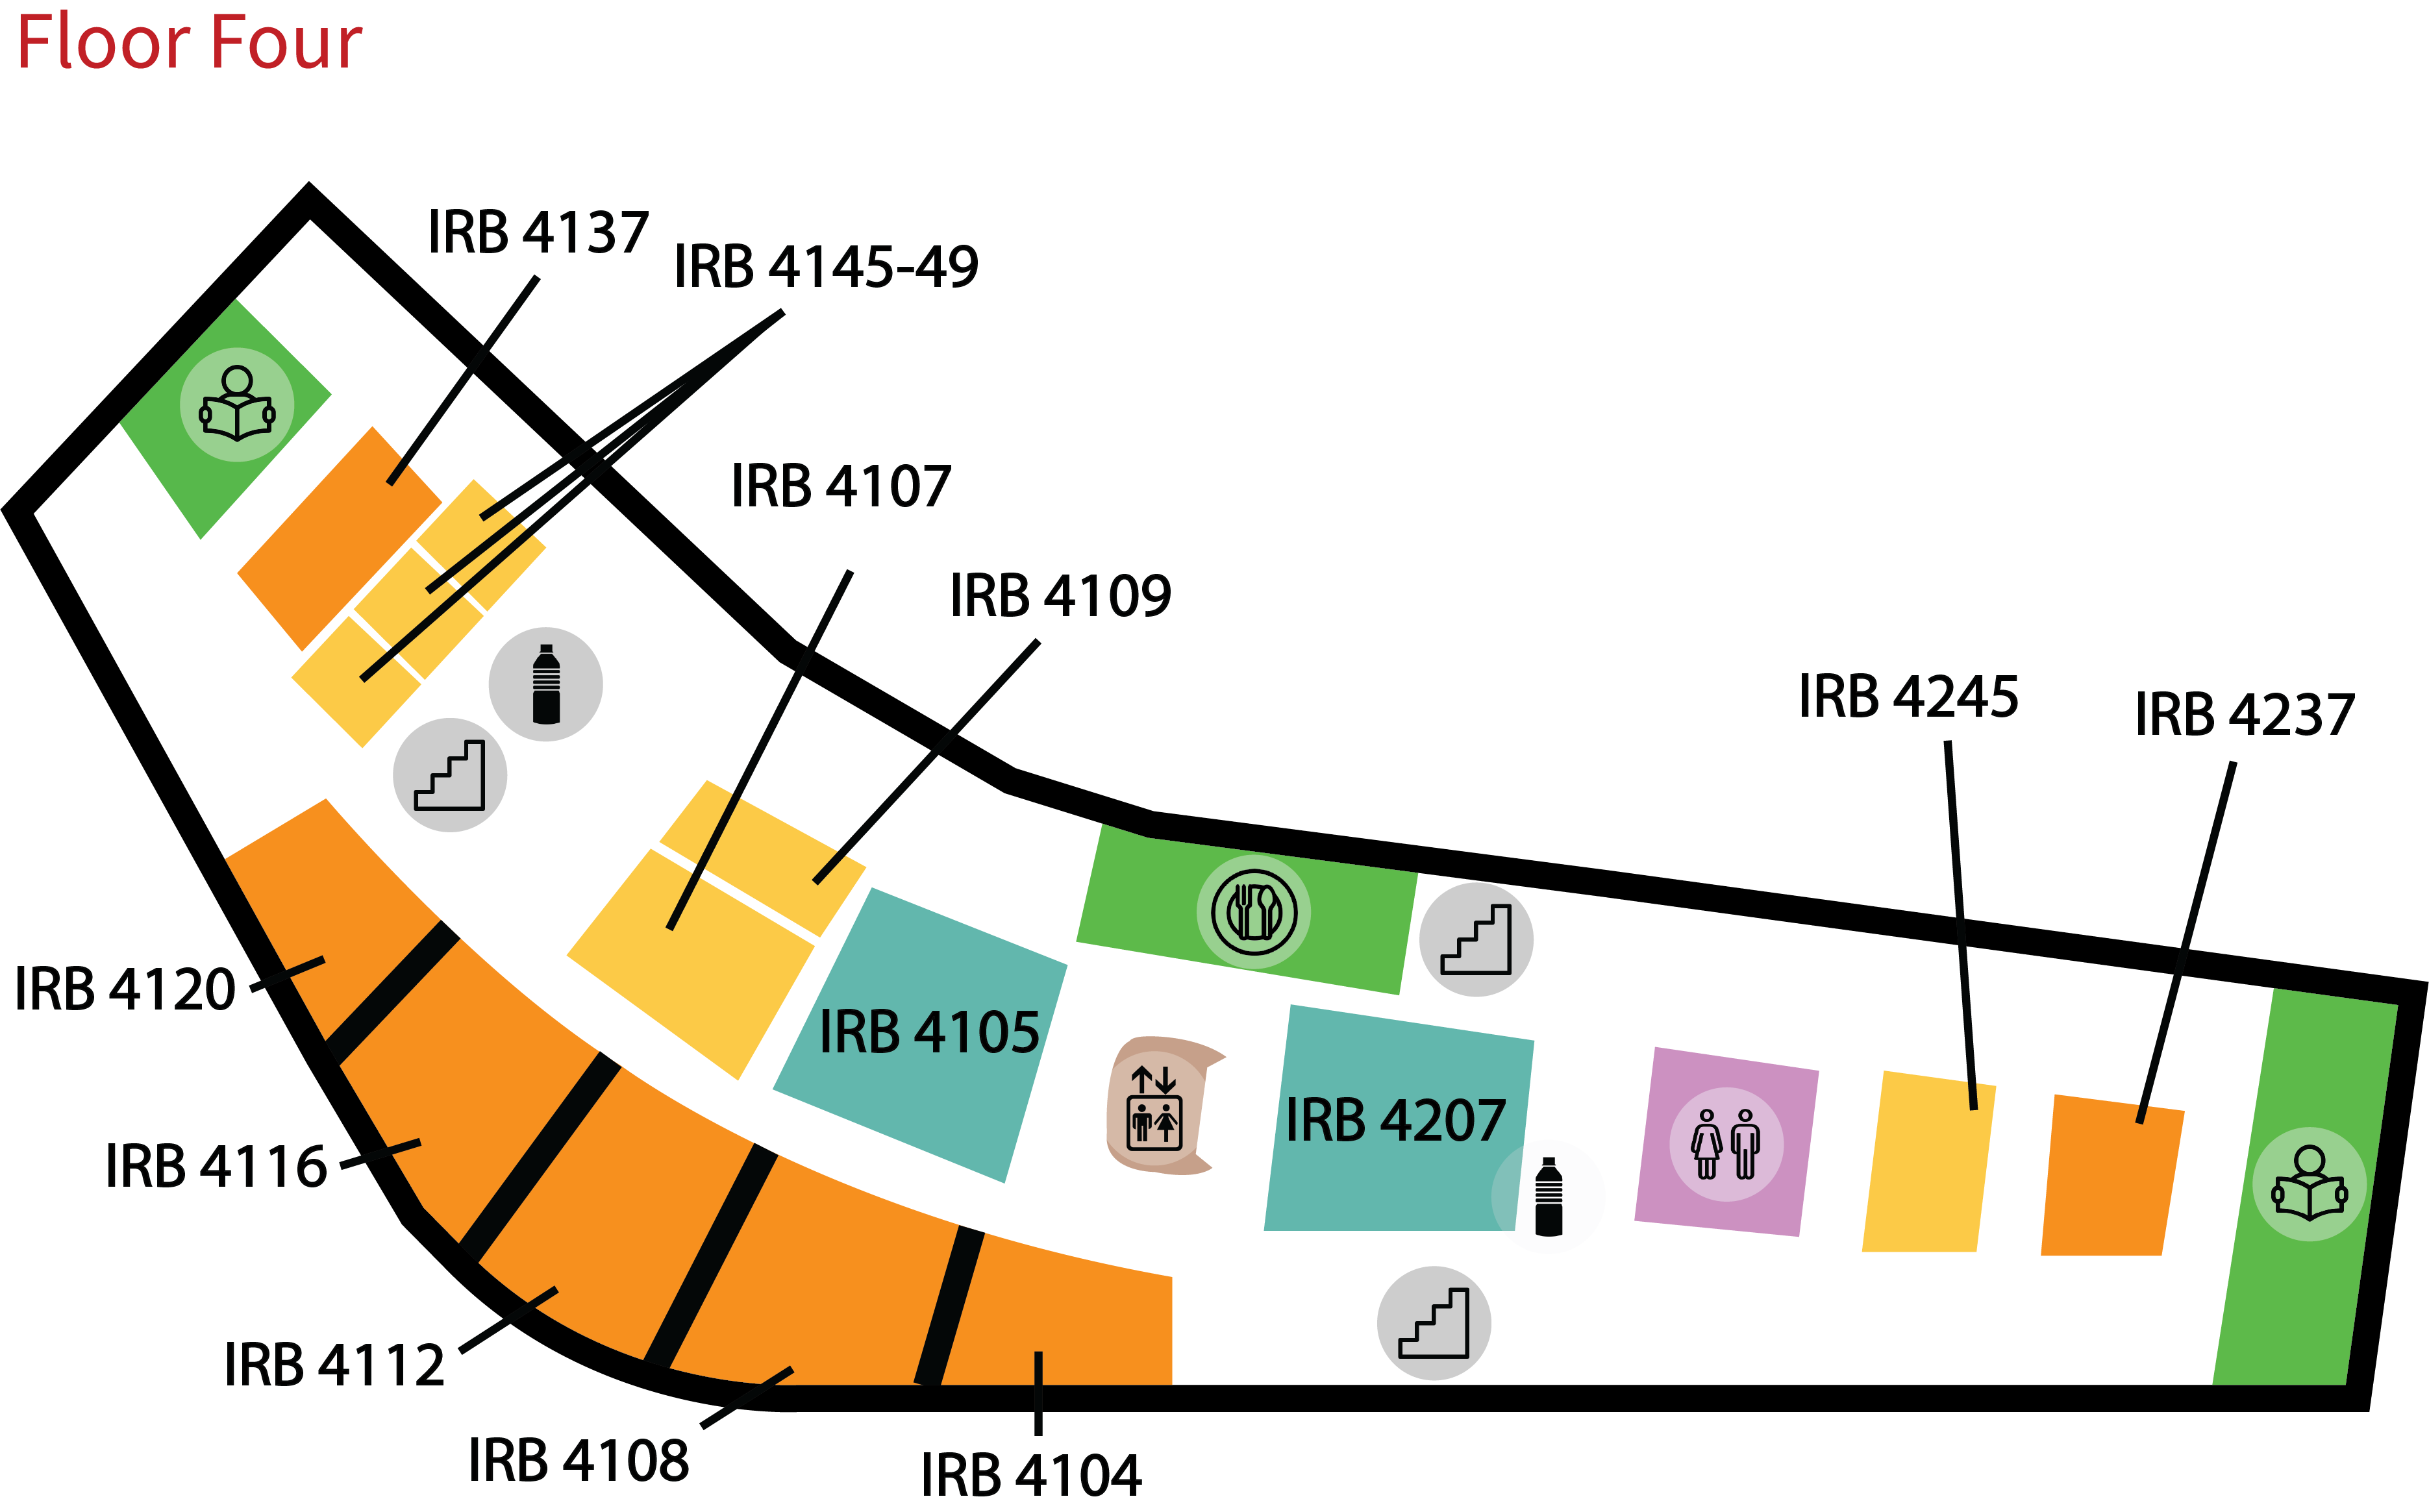 Floor Four
IRB 4137
IRB 4145-49
IRB 4107
IRB 4109
IRB 4245
IRB 4237
IRB 4120
IRB 4105
IRB 4207
IRB 4116
IRB 4112
IRB 4108
IRB 4104